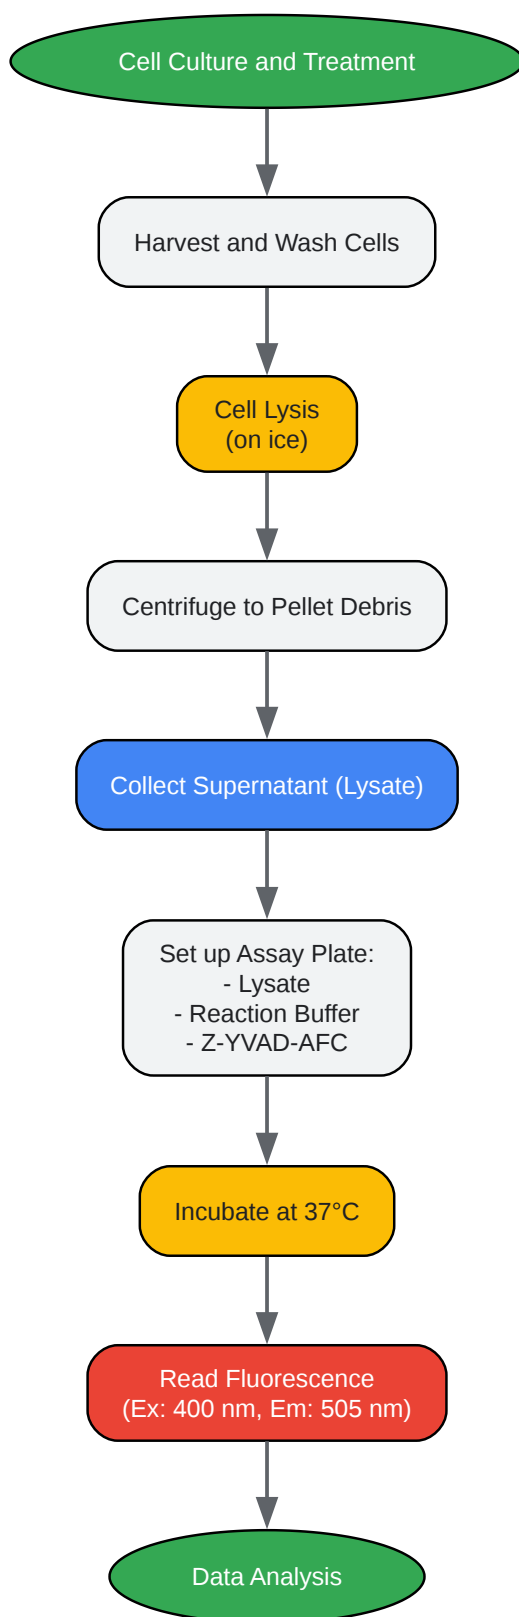 Cell Culture and Treatment
Harvest and Wash Cells
Cell Lysis
(on ice)
Centrifuge to Pellet Debris
Collect Supernatant (Lysate)
Set up Assay Plate:
- Lysate
- Reaction Buffer
- Z-YVAD-AFC
Incubate at 37°C
Read Fluorescence
(Ex: 400 nm, Em: 505 nm)
Data Analysis